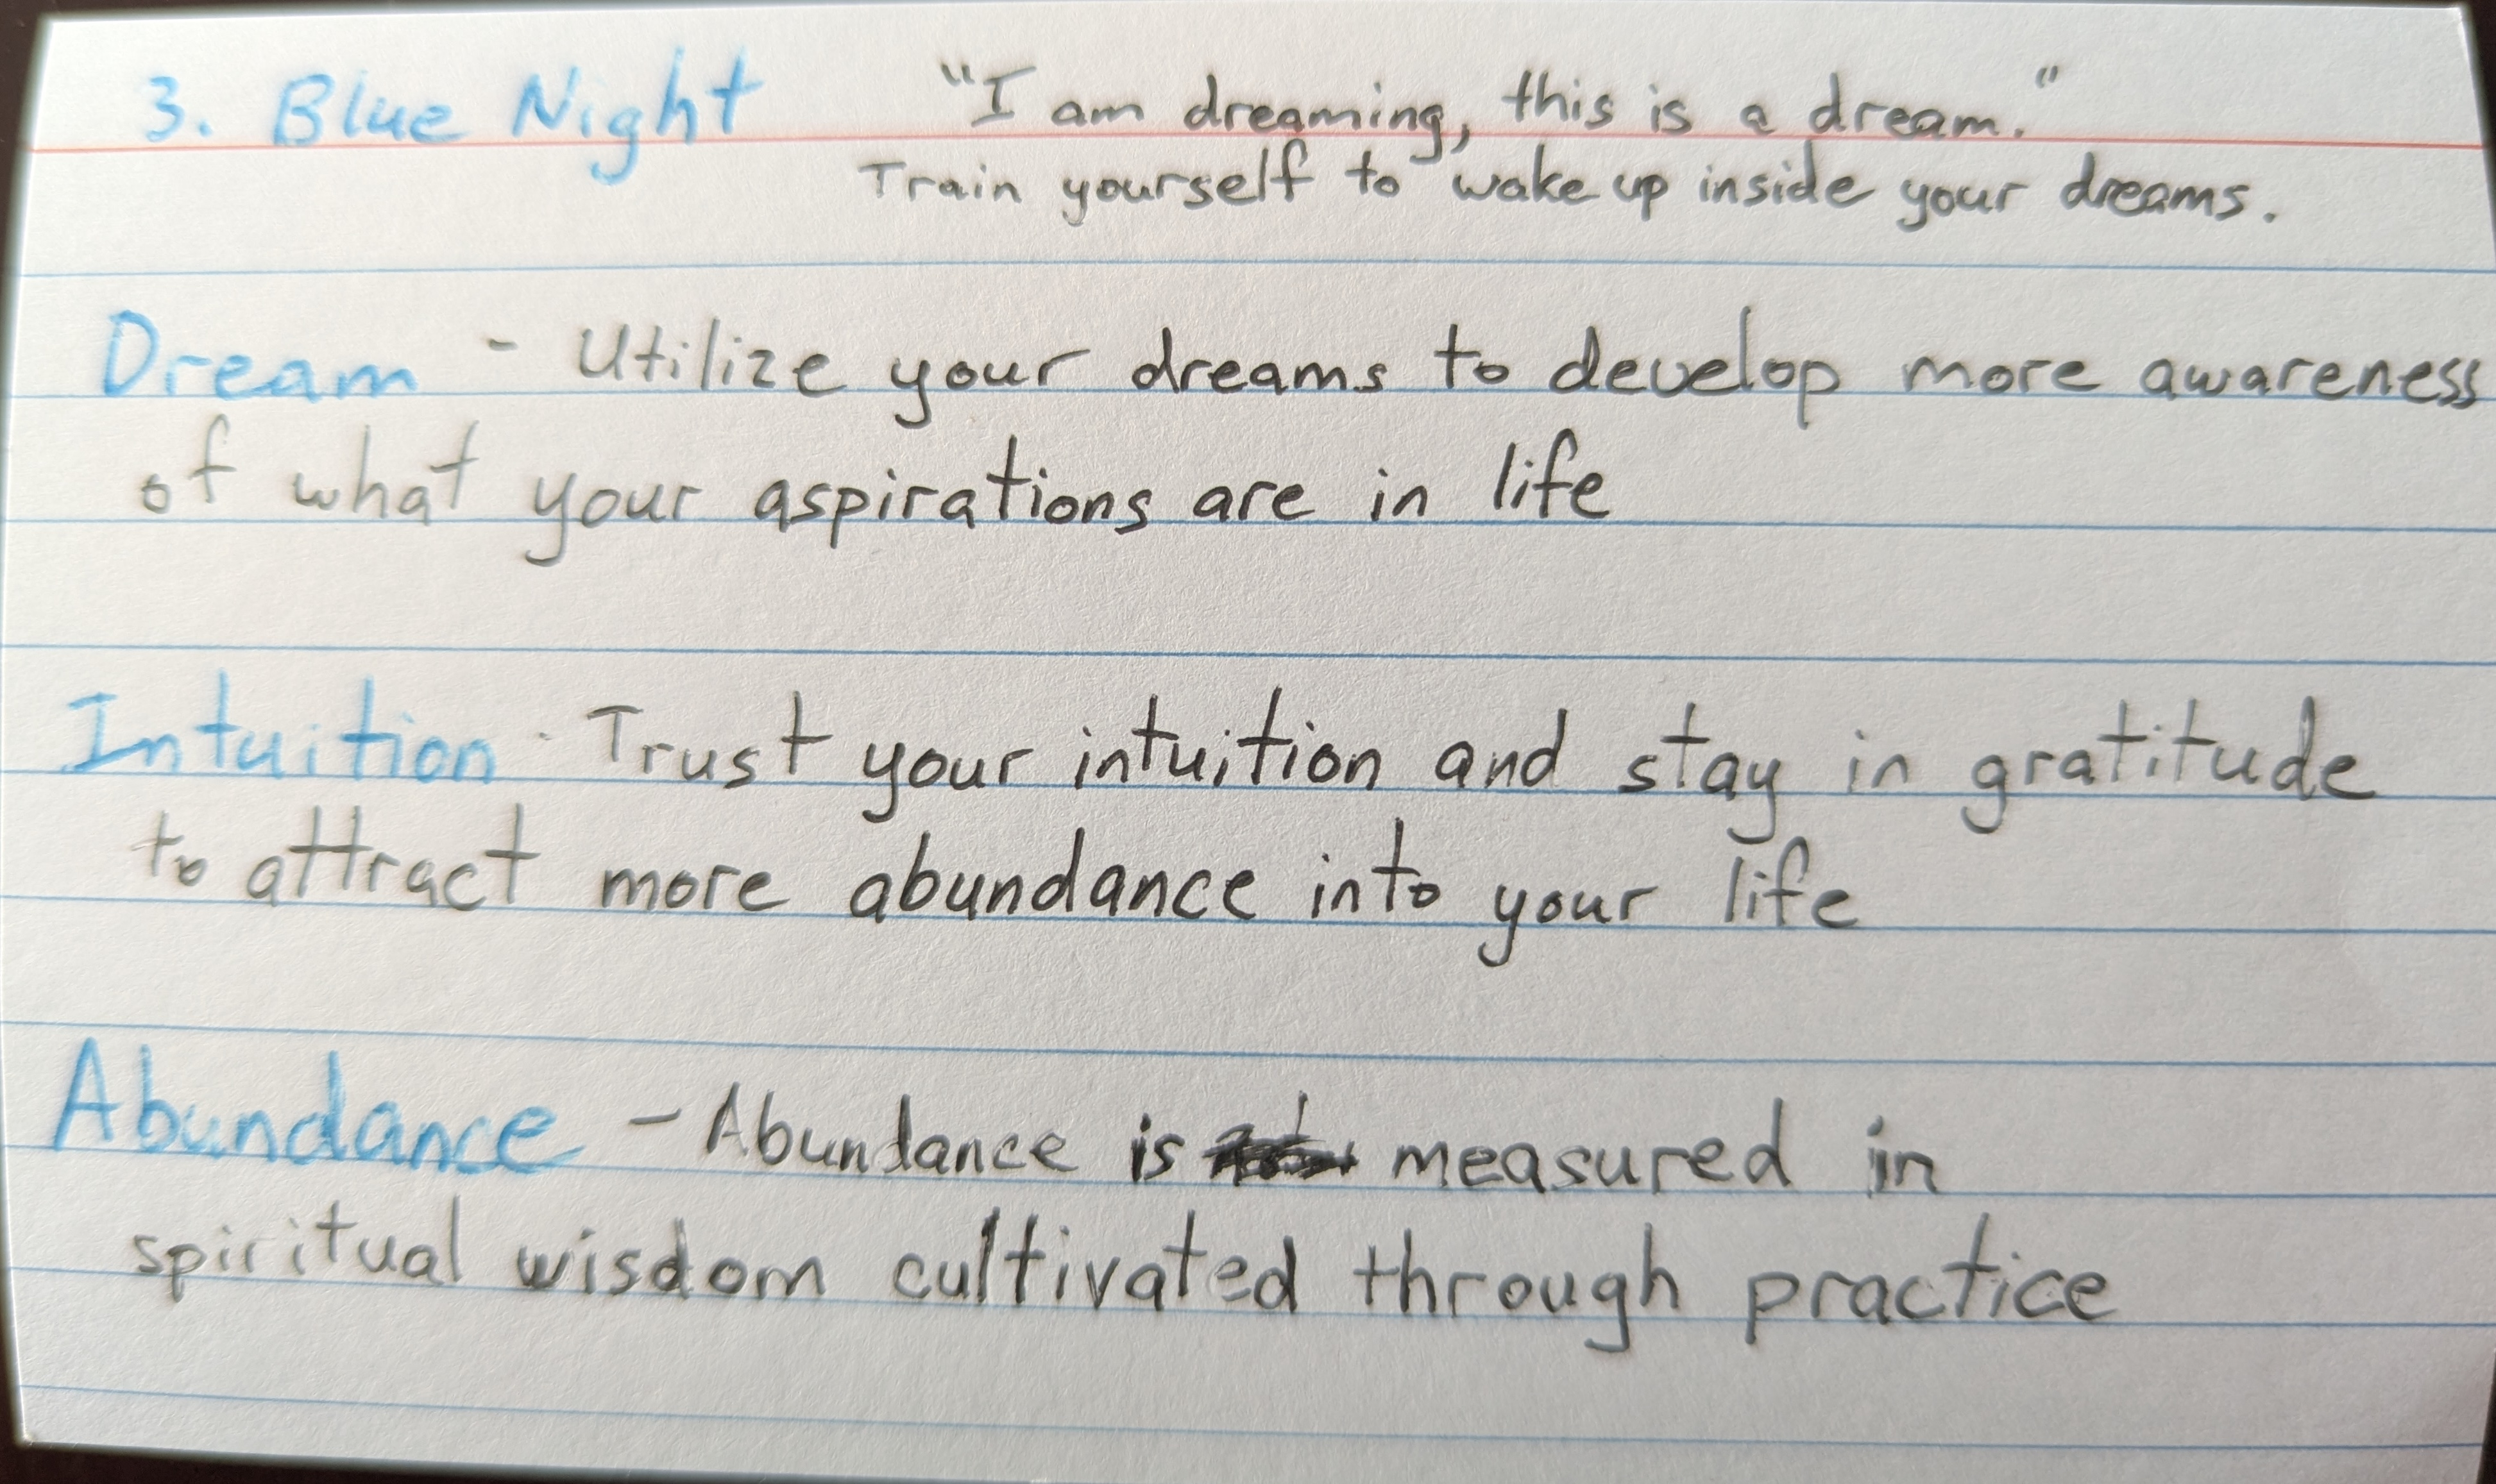 3. Blue Night "I am dreaming, this is a dream."
Train yourself to wake up inside your dreams.
Dream - Utilize your dreams to develop more awareness
of what your aspirations are in life
Intuition - Trust your intuition and stay in gratitude
to attract more abundance into your life
Abundance - Abundance is measured in
spiritual wisdom cultivated through practice